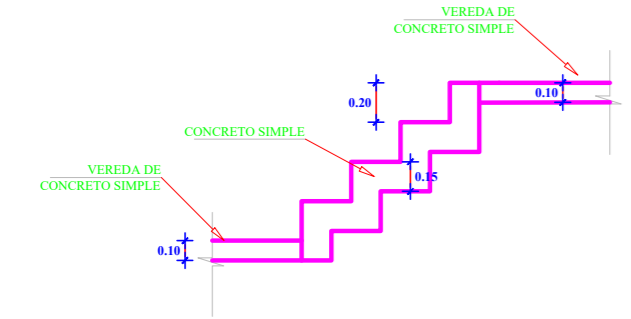 VEREDA DE
CONCRETO SIMPLE
0.10
0.20
CONCRETO SIMPLE
0.15
VEREDA DE
CONCRETO SIMPLE
0.10